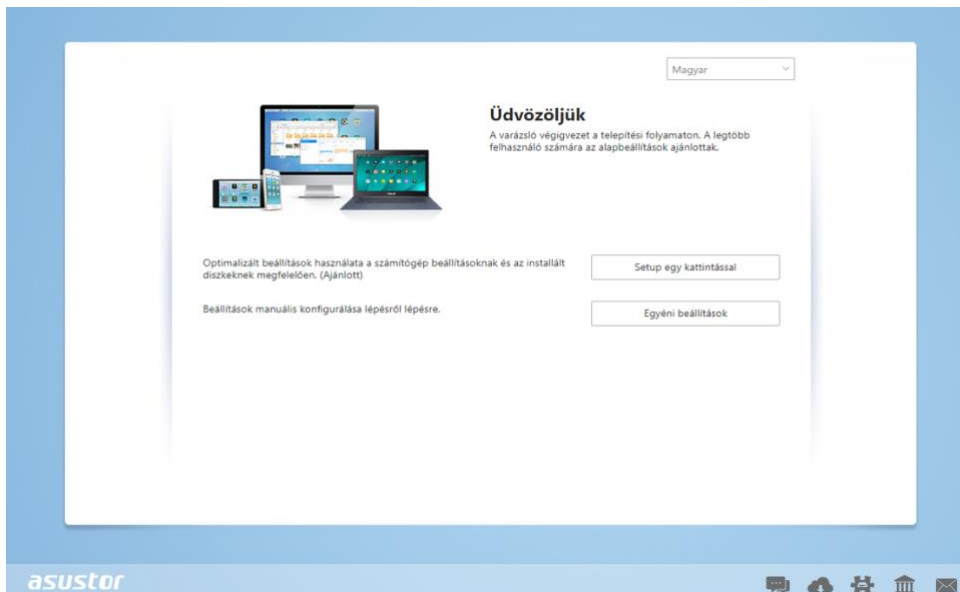 Magyar
Üdvözöljük
A varázsló végigvezet a telepítési folyamaton. A legtöbb
felhasználó számára az alapbeállítások ajánlottak.
Optimalizált beállítások használata a számítógép beállításoknak és az installált
diszkeknek megfelelően. (Ajánlott)
Setup egy kattintással
Beállítások manuális konfigurálása lépésről lépésre.
Egyéni beállítások
asustor